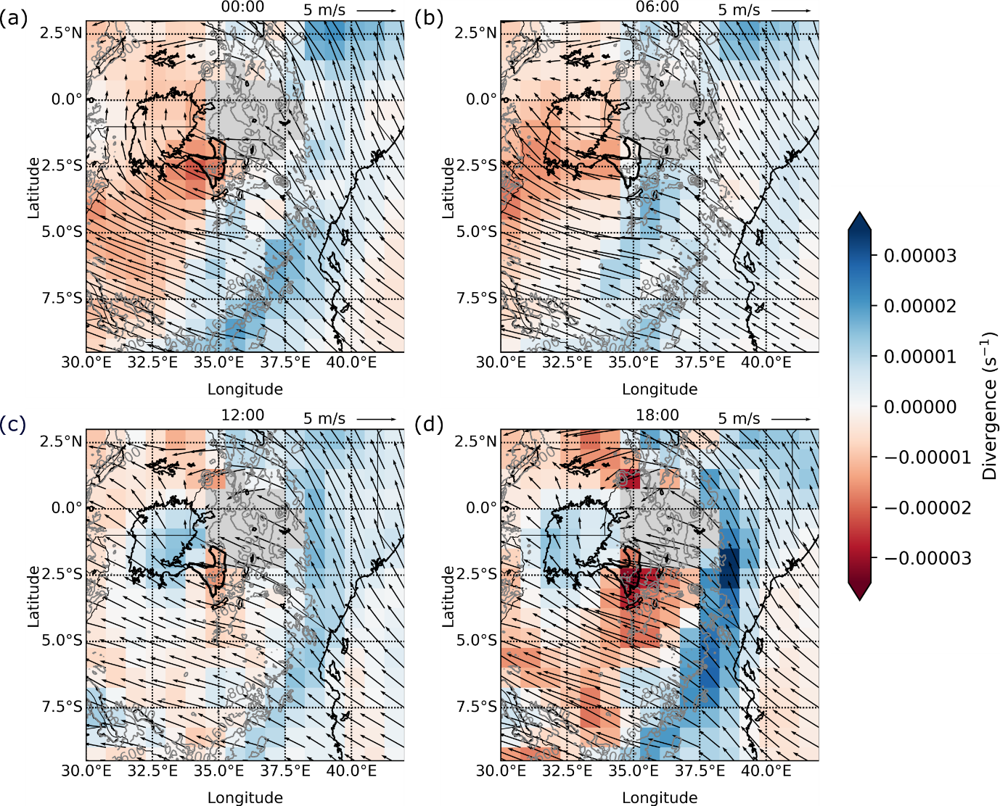 (a) 00:00 5 m/s
2.5°N
0.0°
2.5°S
5.0°S
7.5°S
Latitude
30.0°E 32.5°E 35.0°E 37.5°E 40.0°E
Longitude
(b) 06:00 5 m/s
2.5°N
0.0°
2.5°S
5.0°S
7.5°S
Latitude
30.0°E 32.5°E 35.0°E 37.5°E 40.0°E
Longitude
(c) 12:00 5 m/s
2.5°N
0.0°
2.5°S
5.0°S
7.5°S
Latitude
30.0°E 32.5°E 35.0°E 37.5°E 40.0°E
Longitude
(d) 18:00 5 m/s
2.5°N
0.0°
2.5°S
5.0°S
7.5°S
Latitude
30.0°E 32.5°E 35.0°E 37.5°E 40.0°E
Longitude
0.00003
0.00002
0.00001
0.00000
−0.00001
−0.00002
−0.00003
Divergence (s⁻¹)